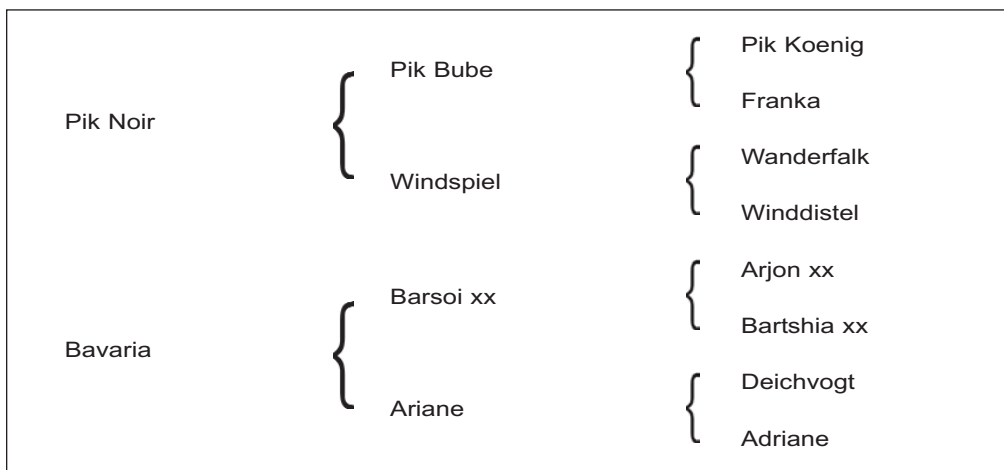 Pik Koenig
Pik Bube
Franka
Pik Noir
Wanderfalk
Windspiel
Winddistel
Arjon xx
Barsoi xx
Bartshia xx
Bavaria
Deichvogt
Ariane
Adriane